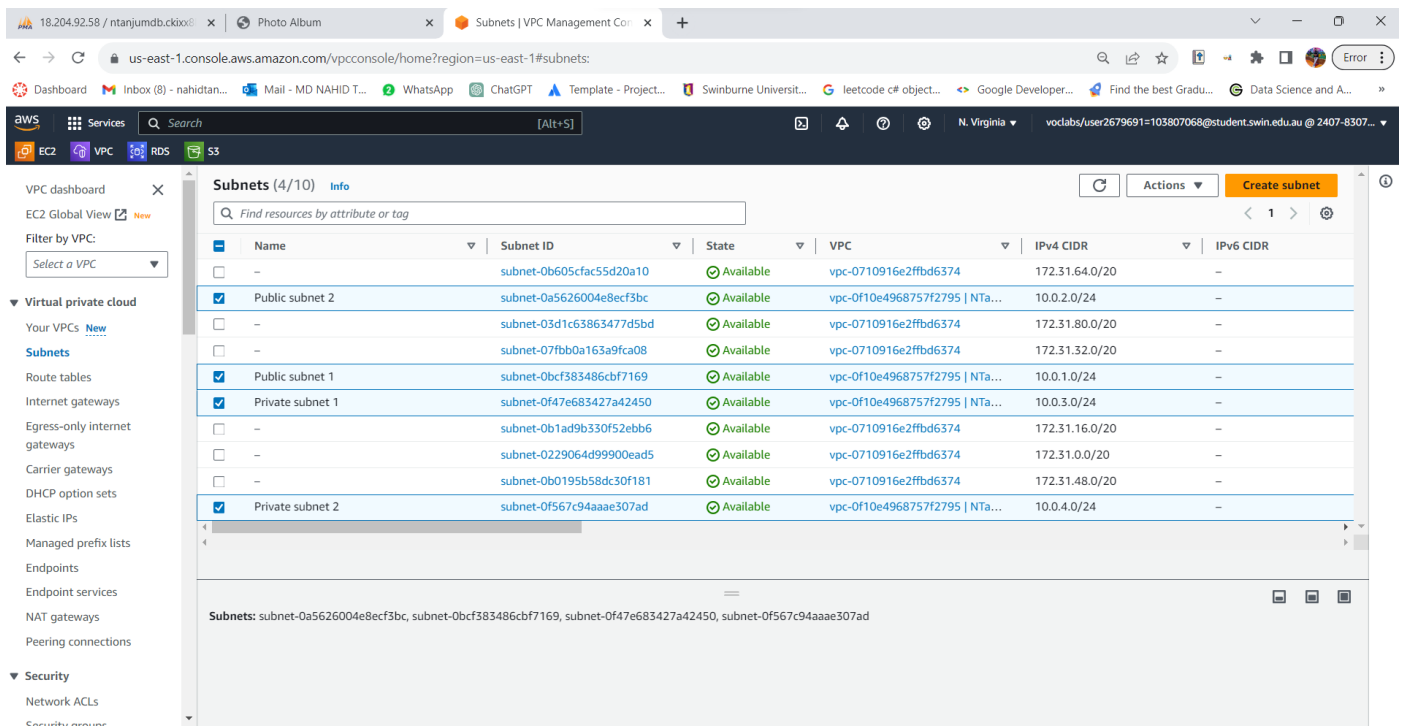 18.204.92.58 / ntanjumdb.ckixx8
Photo Album
Subnets | VPC Management Con
us-east-1.console.aws.amazon.com/vpcconsole/home?region=us-east-1#subnets:
Error
Dashboard Inbox (8) - nahidtan... Mail - MD NAHID T... WhatsApp ChatGPT Template - Project... Swinburne Universit... leetcode c# object... Google Developer... Find the best Gradu... Data Science and A... »
aws Services Search [Alt+S] N. Virginia voclabs/user2679691=103807068@student.swin.edu.au @ 2407-8307...
EC2 VPC RDS S3
VPC dashboard
EC2 Global View New
Filter by VPC:
Select a VPC
Virtual private cloud
Your VPCs New
Subnets
Route tables
Internet gateways
Egress-only internet
gateways
Carrier gateways
DHCP option sets
Elastic IPs
Managed prefix lists
Endpoints
Endpoint services
NAT gateways
Peering connections
Security
Network ACLs
Security groups
Subnets (4/10) Info
Actions Create subnet
Find resources by attribute or tag
1
Name Subnet ID State VPC IPv4 CIDR IPv6 CIDR
– subnet-0b605cfac55d20a10 Available vpc-0710916e2ffbd6374 172.31.64.0/20 –
Public subnet 2 subnet-0a5626004e8ecf3bc Available vpc-0f10e4968757f2795 | NTa... 10.0.2.0/24 –
– subnet-03d1c63863477d5bd Available vpc-0710916e2ffbd6374 172.31.80.0/20 –
– subnet-07fbb0a163a9fca08 Available vpc-0710916e2ffbd6374 172.31.32.0/20 –
Public subnet 1 subnet-0bcf383486cbf7169 Available vpc-0f10e4968757f2795 | NTa... 10.0.1.0/24 –
Private subnet 1 subnet-0f47e683427a42450 Available vpc-0f10e4968757f2795 | NTa... 10.0.3.0/24 –
– subnet-0b1ad9b330f52ebb6 Available vpc-0710916e2ffbd6374 172.31.16.0/20 –
– subnet-0229064d99900ead5 Available vpc-0710916e2ffbd6374 172.31.0.0/20 –
– subnet-0b0195b58dc30f181 Available vpc-0710916e2ffbd6374 172.31.48.0/20 –
Private subnet 2 subnet-0f567c94aaae307ad Available vpc-0f10e4968757f2795 | NTa... 10.0.4.0/24 –
Subnets: subnet-0a5626004e8ecf3bc, subnet-0bcf383486cbf7169, subnet-0f47e683427a42450, subnet-0f567c94aaae307ad